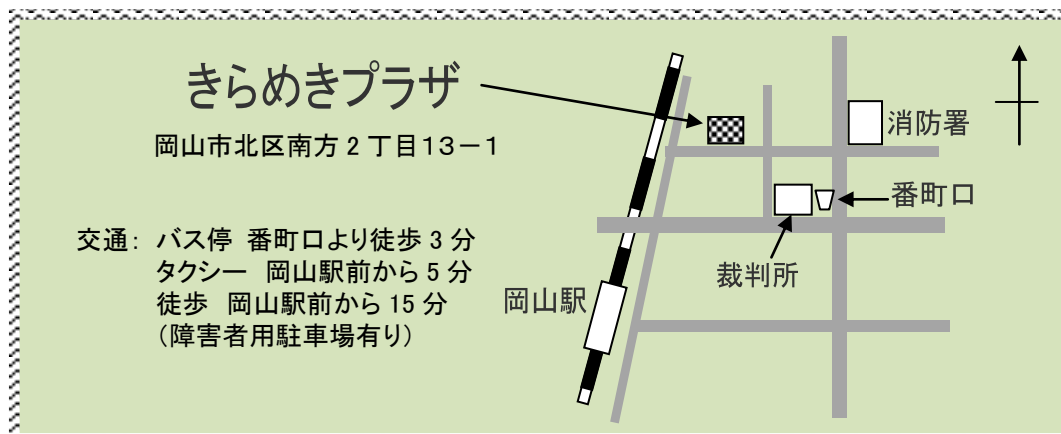 きらめきプラザ
岡山市北区南方2丁目13－1
交通： バス停 番町口より徒歩3分
タクシー 岡山駅前から5分
徒歩 岡山駅前から15分
（障害者用駐車場有り）
消防署
番町口
裁判所
岡山駅